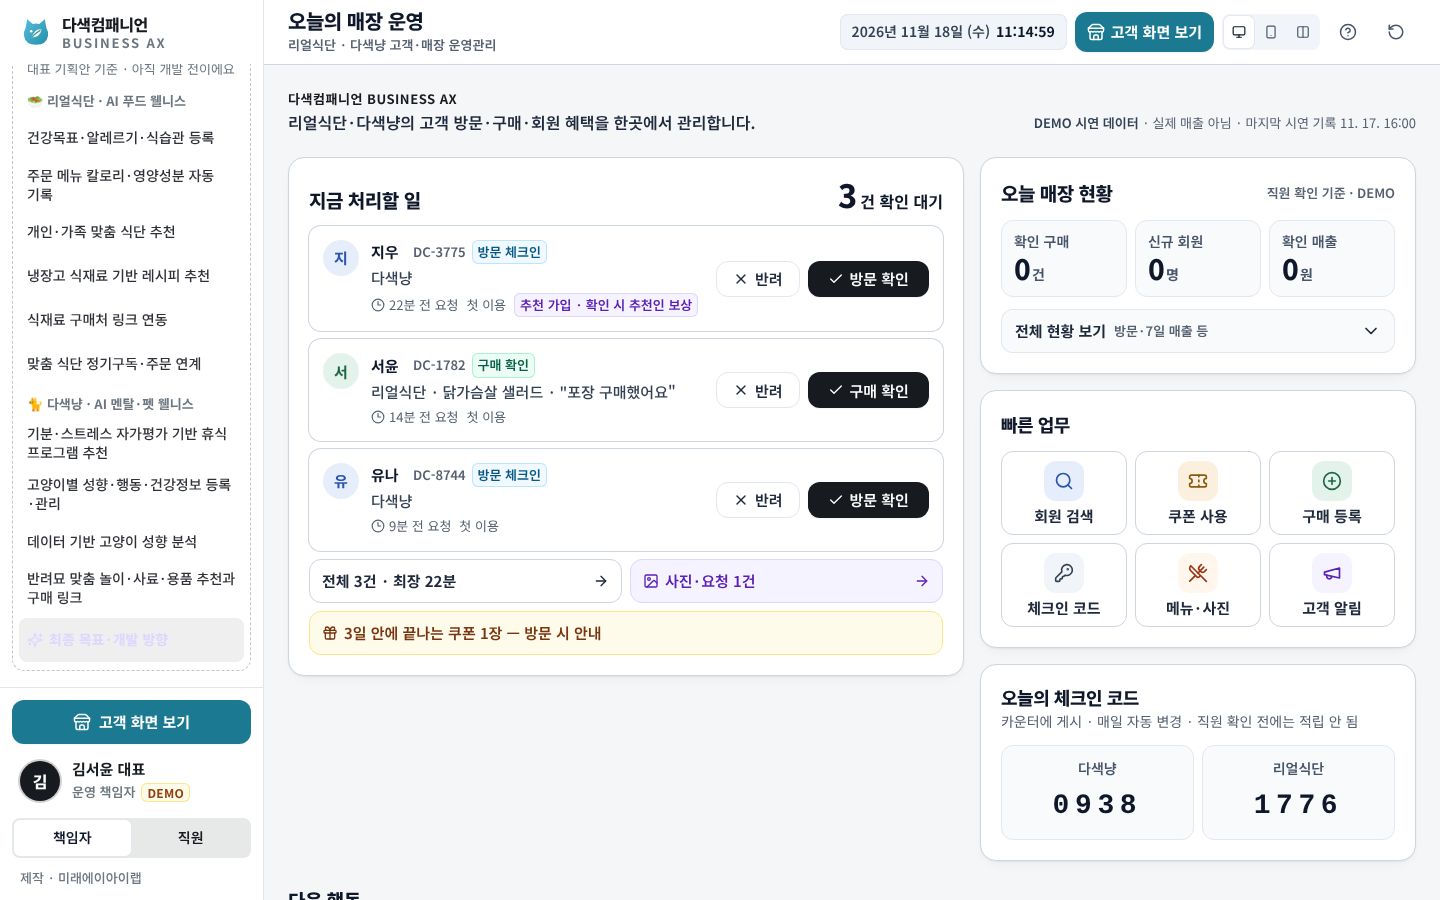 다색컴패니언
BUSINESS AX
대표 기획안 기준 · 아직 개발 전이에요
리얼식단 · AI 푸드 웰니스
건강목표·알레르기·식습관 등록
주문 메뉴 칼로리·영양성분 자동
기록
개인·가족 맞춤 식단 추천
냉장고 식재료 기반 레시피 추천
식재료 구매처 링크 연동
맞춤 식단 정기구독·주문 연계
다색냥 · AI 멘탈·펫 웰니스
기분·스트레스 자가평가 기반 휴식
프로그램 추천
고양이별 성향·행동·건강정보 등록
·관리
데이터 기반 고양이 성향 분석
반려묘 맞춤 놀이·사료·용품 추천과
구매 링크
최종 목표·개발 방향
고객 화면 보기
김
김서윤 대표
운영 책임자 DEMO
책임자 직원
제작 · 미래에이아이랩
오늘의 매장 운영
리얼식단 · 다색냥 고객·매장 운영관리
2026년 11월 18일 (수) 11:14:59
고객 화면 보기
다색컴패니언 BUSINESS AX
리얼식단·다색냥의 고객 방문·구매·회원 혜택을 한곳에서 관리합니다.
DEMO 시연 데이터 · 실제 매출 아님 · 마지막 시연 기록 11. 17. 16:00
지금 처리할 일
3건 확인 대기
지
지우 DC-3775 방문 체크인
다색냥
22분 전 요청 첫 이용 추천 가입 · 확인 시 추천인 보상
반려
방문 확인
서
서윤 DC-1782 구매 확인
리얼식단 · 닭가슴살 샐러드 · "포장 구매했어요"
14분 전 요청 첫 이용
반려
구매 확인
유
유나 DC-8744 방문 체크인
다색냥
9분 전 요청 첫 이용
반려
방문 확인
전체 3건 · 최장 22분
사진·요청 1건
3일 안에 끝나는 쿠폰 1장 — 방문 시 안내
오늘 매장 현황
직원 확인 기준 · DEMO
확인 구매
0건
신규 회원
0명
확인 매출
0원
전체 현황 보기 방문·7일 매출 등
빠른 업무
회원 검색
쿠폰 사용
구매 등록
체크인 코드
메뉴·사진
고객 알림
오늘의 체크인 코드
카운터에 게시 · 매일 자동 변경 · 직원 확인 전에는 적립 안 됨
다색냥
0938
리얼식단
1776
다음 행동